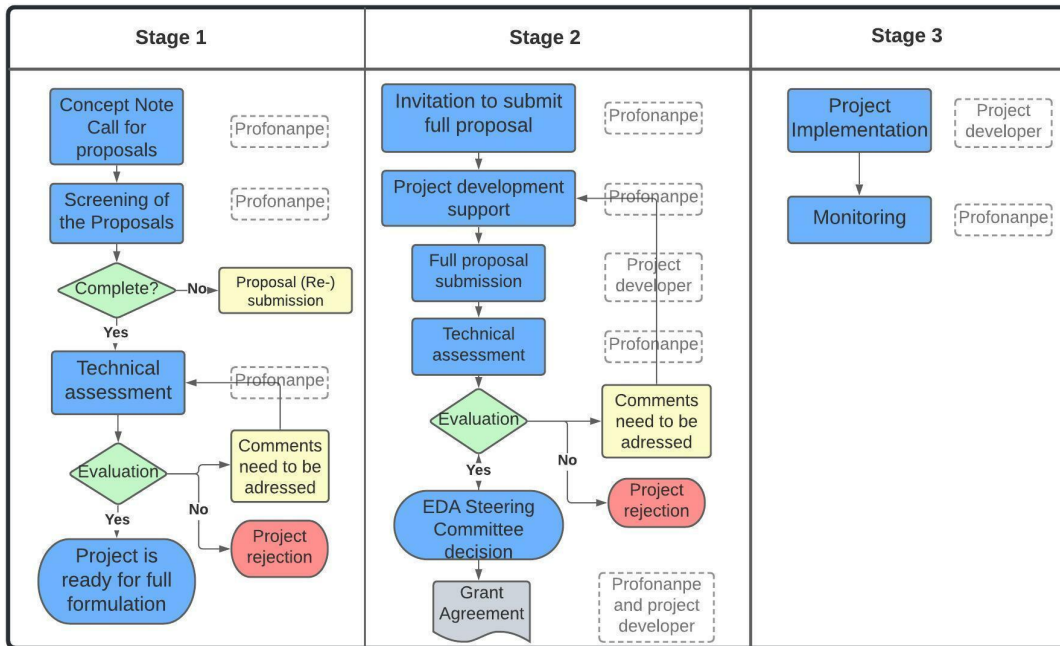 Stage 1
Stage 2
Stage 3
Concept Note
Call for
proposals
Profonanpe
Screening of
the Proposals
Profonanpe
Complete?
No
Proposal (Re-)
submission
Yes
Technical
assessment
Profonanpe
Evaluation
Comments
need to be
adressed
Yes
No
Project
rejection
Project is
ready for full
formulation
Invitation to submit
full proposal
Profonanpe
Project development
support
Profonanpe
Full proposal
submission
Project
developer
Technical
assessment
Profonanpe
Evaluation
Comments
need to be
adressed
Yes
No
Project
rejection
EDA Steering
Committee
decision
Grant
Agreement
Profonanpe
and project
developer
Project
Implementation
Project
developer
Monitoring
Profonanpe